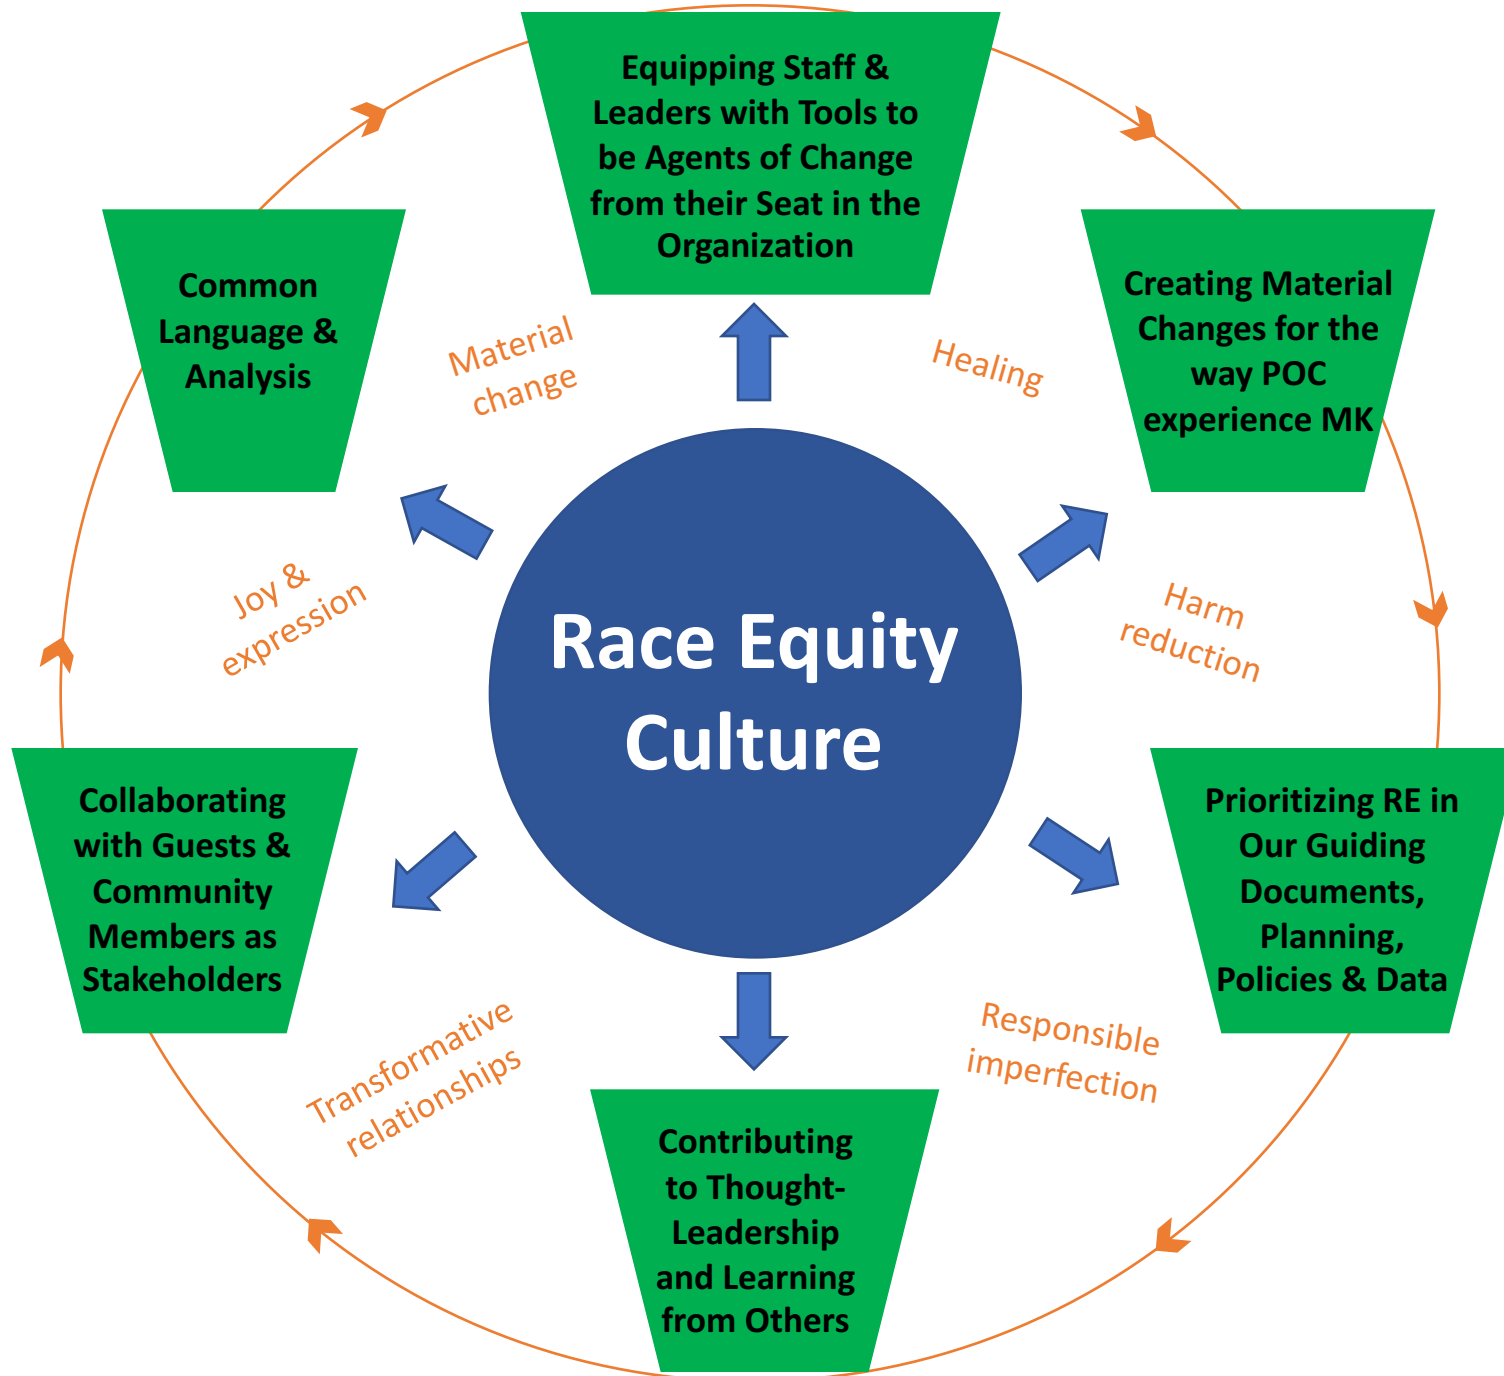 Equipping Staff &
Leaders with Tools to
be Agents of Change
from their Seat in the
Organization
Common
Language &
Analysis
Creating Material
Changes for the
way POC
experience MK
Material
change
Healing
Joy &
expression
Harm
reduction
Race Equity
Culture
Collaborating
with Guests &
Community
Members as
Stakeholders
Prioritizing RE in
Our Guiding
Documents,
Planning,
Policies & Data
Transformative
relationships
Responsible
imperfection
Contributing
to Thought-
Leadership
and Learning
from Others